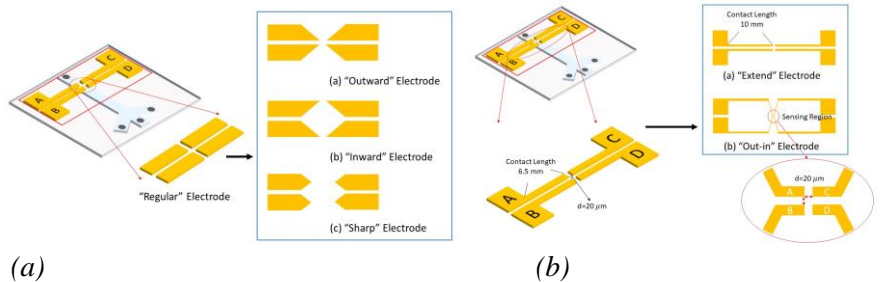 A
B
C
D
"Regular" Electrode
(a) "Outward" Electrode
(b) "Inward" Electrode
(c) "Sharp" Electrode
(a)
A
B
C
D
Contact Length
6.5 mm
A
B
C
D
d=20 μm
Contact Length
10 mm
(a) "Extend" Electrode
Sensing Region
(b) "Out-in" Electrode
d=20 μm
A C
B D
(b)